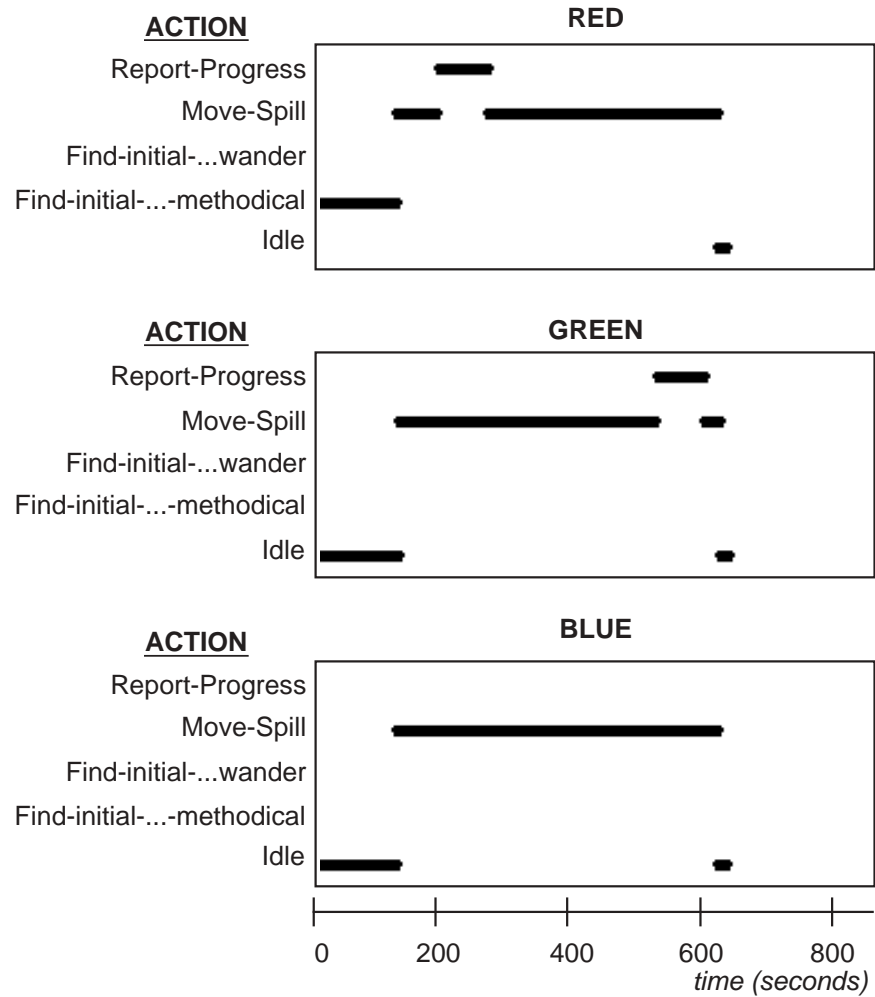 ACTION RED
Report-Progress
Move-Spill
Find-initial-...wander
Find-initial-...-methodical
Idle
ACTION GREEN
Report-Progress
Move-Spill
Find-initial-...wander
Find-initial-...-methodical
Idle
ACTION BLUE
Report-Progress
Move-Spill
Find-initial-...wander
Find-initial-...-methodical
Idle
0 200 400 600 800
time (seconds)